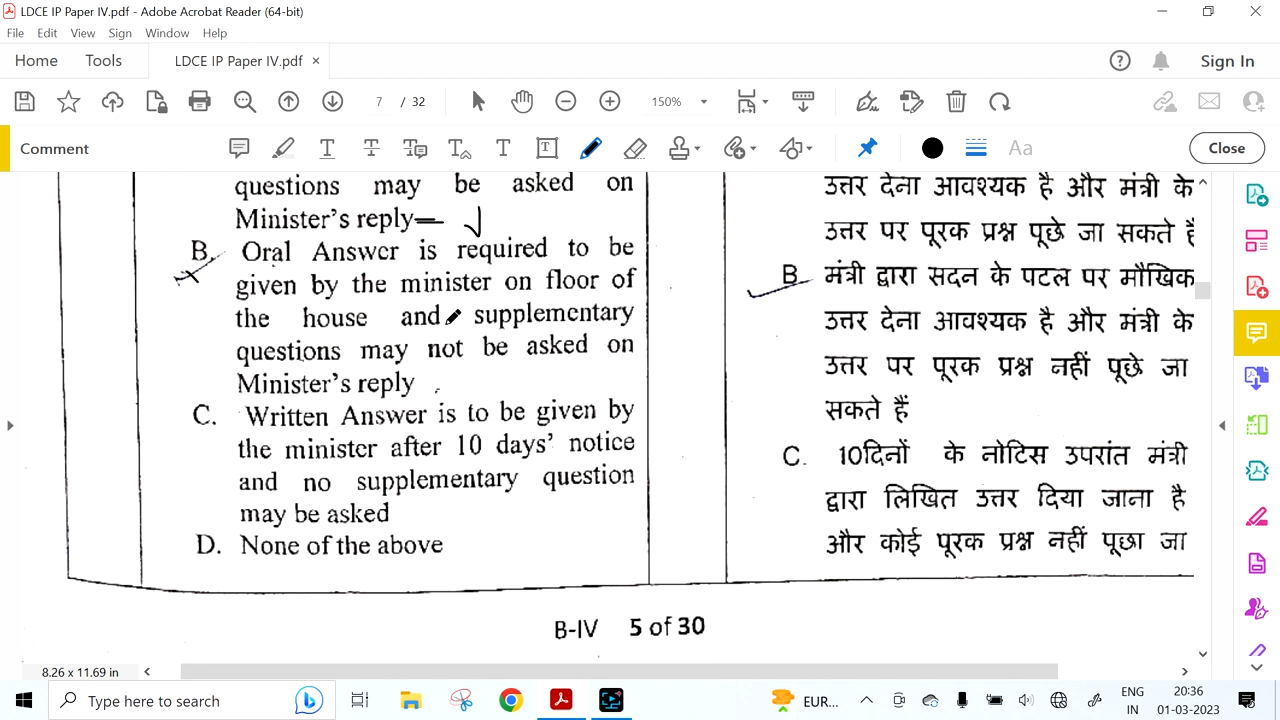 LDCE IP Paper IV.pdf - Adobe Acrobat Reader (64-bit)
File Edit View Sign Window Help
Home Tools LDCE IP Paper IV.pdf × Sign In
7 / 32 150%
Comment Aa Close
questions may be asked on
Minister's reply
B. Oral Answer is required to be
given by the minister on floor of
the house and supplementary
questions may not be asked on
Minister's reply
C. Written Answer is to be given by
the minister after 10 days' notice
and no supplementary question
may be asked
D. None of the above
उत्तर देना आवश्यक है और मंत्री के
उत्तर पर पूरक प्रश्न पूछे जा सकते हैं
B. मंत्री द्वारा सदन के पटल पर मौखिक
उत्तर देना आवश्यक है और मंत्री के
उत्तर पर पूरक प्रश्न नहीं पूछे जा
सकते हैं
C. 10दिनों के नोटिस उपरांत मंत्री
द्वारा लिखित उत्तर दिया जाना है
और कोई पूरक प्रश्न नहीं पूछा जा
B-IV 5 of 30
8.26 x 11.69 in
Type here to search EUR... ENG 20:36
IN 01-03-2023